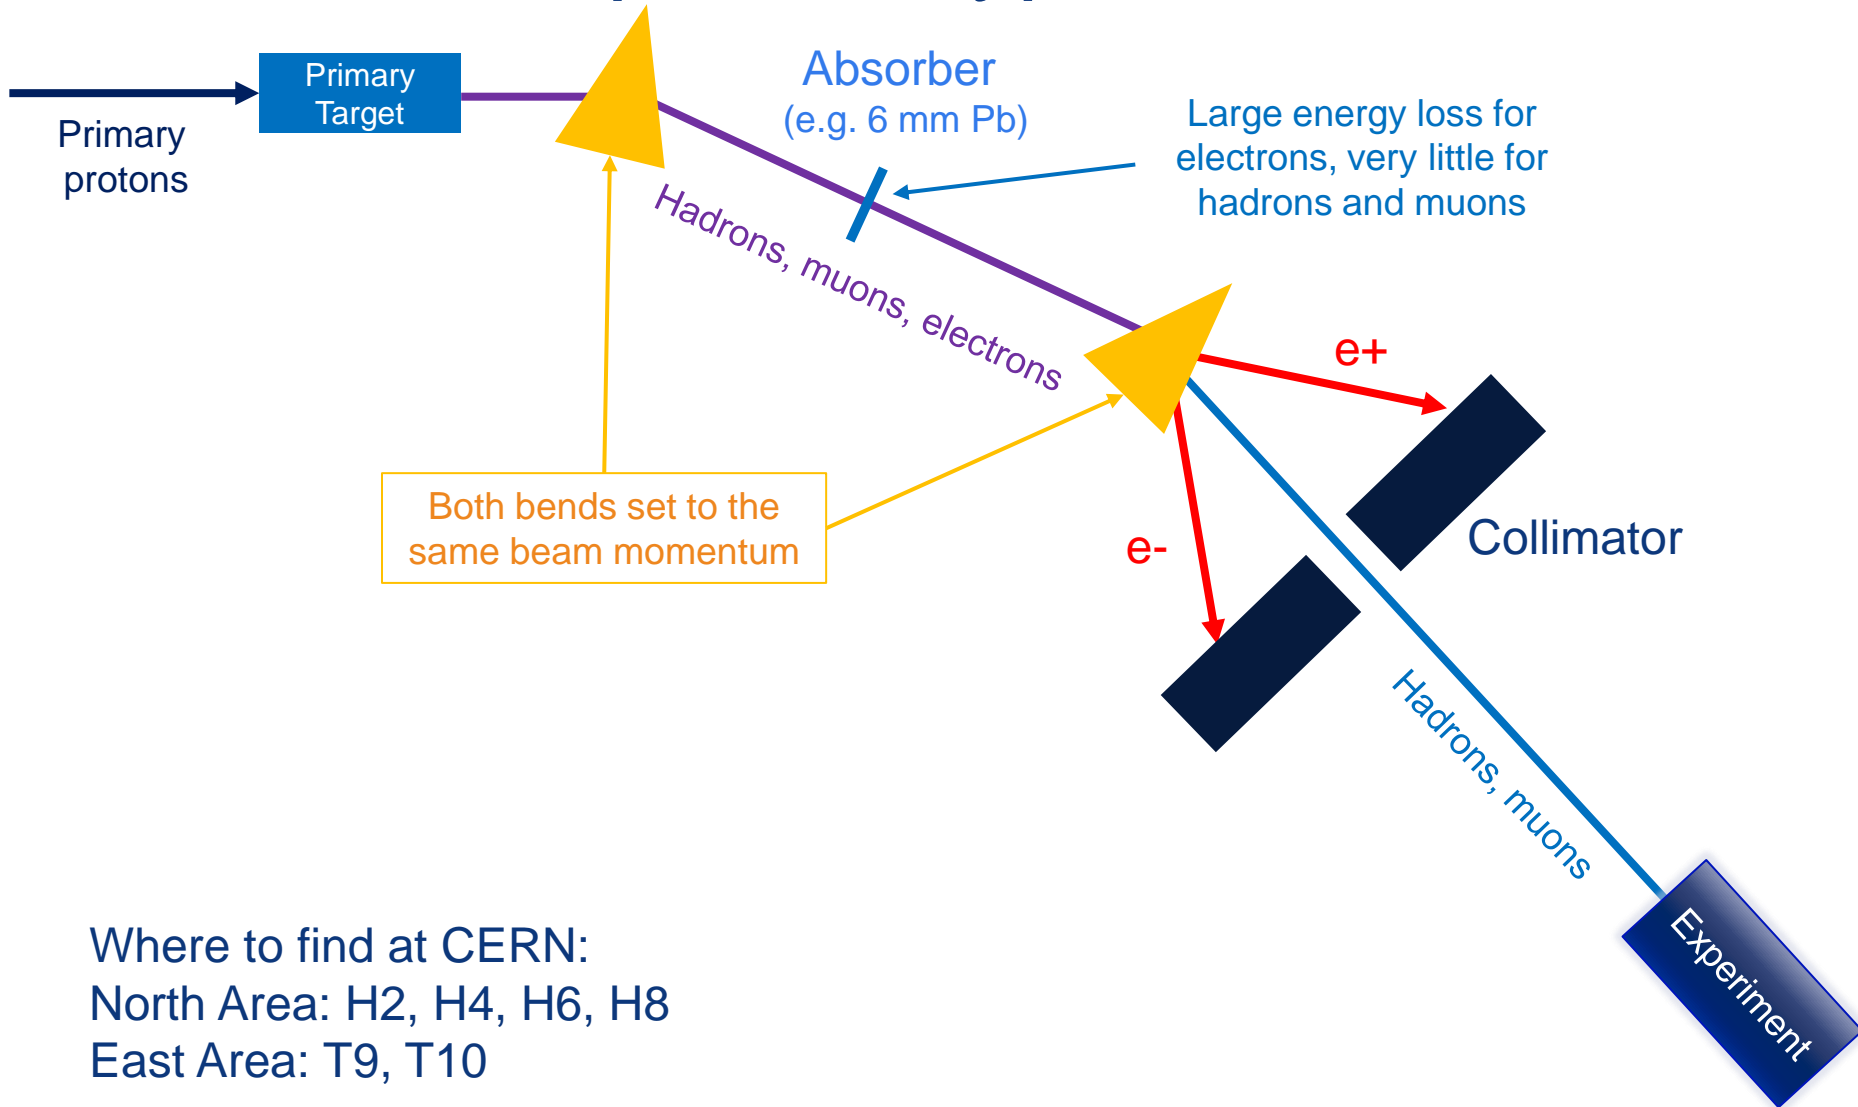 Primary
Target
Primary
protons
Absorber
(e.g. 6 mm Pb)
Large energy loss for
electrons, very little for
hadrons and muons
Hadrons, muons, electrons
e+
e-
Both bends set to the
same beam momentum
Collimator
Hadrons, muons
Experiment
Where to find at CERN:
North Area: H2, H4, H6, H8
East Area: T9, T10